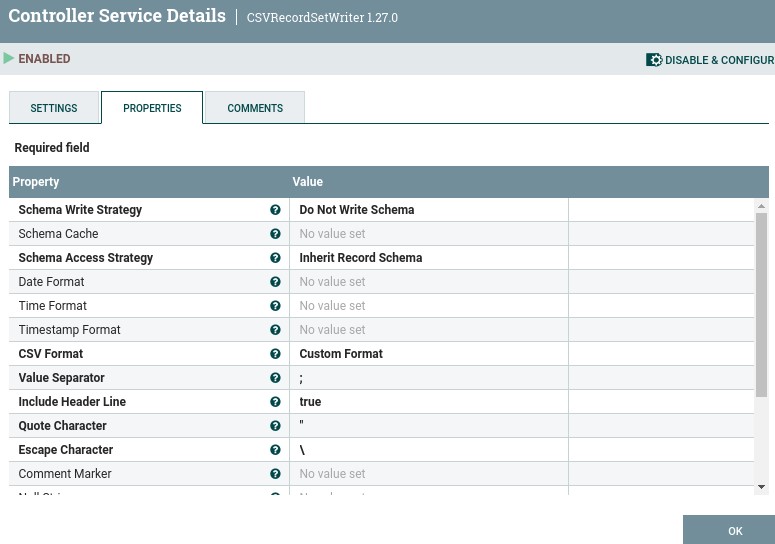 Controller Service Details | CSVRecordSetWriter 1.27.0
ENABLED DISABLE & CONFIGUR
SETTINGS PROPERTIES COMMENTS
Required field
Property Value
Schema Write Strategy ? Do Not Write Schema
Schema Cache ? No value set
Schema Access Strategy ? Inherit Record Schema
Date Format ? No value set
Time Format ? No value set
Timestamp Format ? No value set
CSV Format ? Custom Format
Value Separator ? ;
Include Header Line ? true
Quote Character ? "
Escape Character ? \
Comment Marker ? No value set
OK